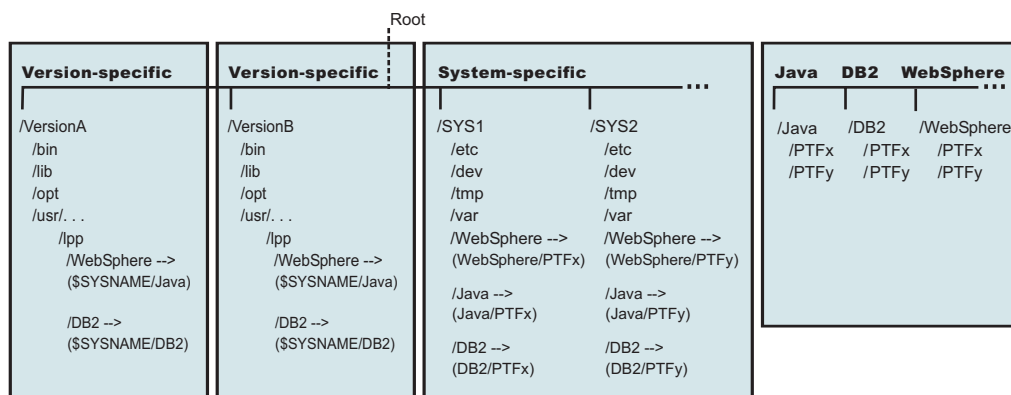 Root
Version-specific
/VersionA
/bin
/lib
/opt
/usr/. . .
/lpp
/WebSphere -->
($SYSNAME/Java)
/DB2 -->
($SYSNAME/DB2)
Version-specific
/VersionB
/bin
/lib
/opt
/usr/. . .
/lpp
/WebSphere -->
($SYSNAME/Java)
/DB2 -->
($SYSNAME/DB2)
System-specific
/SYS1
/etc
/dev
/tmp
/var
/WebSphere -->
(WebSphere/PTFx)
/Java -->
(Java/PTFx)
/DB2 -->
(DB2/PTFx)
/SYS2
/etc
/dev
/tmp
/var
/WebSphere -->
(WebSphere/PTFy)
/Java -->
(Java/PTFy)
/DB2 -->
(DB2/PTFy)
...
Java
/Java
/PTFx
/PTFy
DB2
/DB2
/PTFx
/PTFy
WebSphere
/WebSphere
/PTFx
/PTFy
...